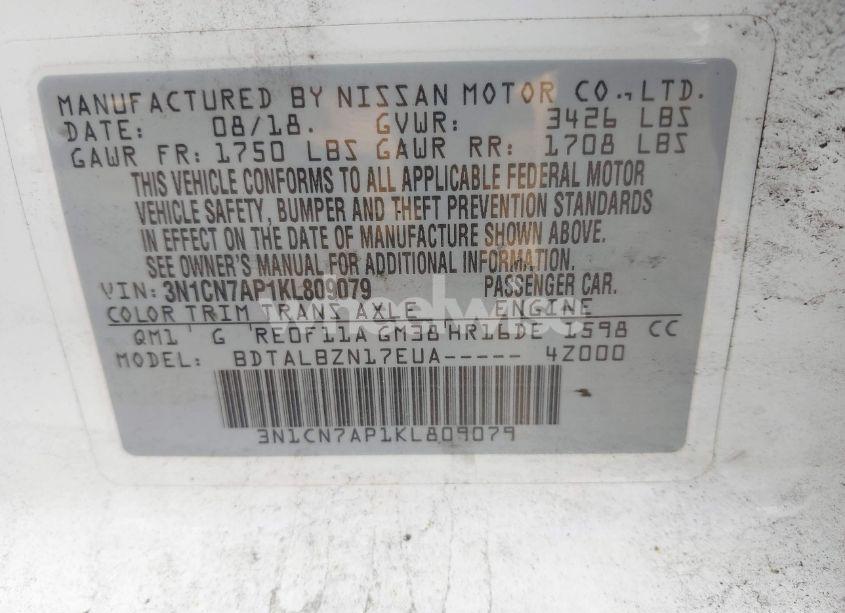 MANUFACTURED BY NISSAN MOTOR CO., LTD.
DATE: 08/18. GVWR: 3426 LBS
GAWR FR: 1750 LBS GAWR RR: 1708 LBS
THIS VEHICLE CONFORMS TO ALL APPLICABLE FEDERAL MOTOR
VEHICLE SAFETY, BUMPER AND THEFT PREVENTION STANDARDS
IN EFFECT ON THE DATE OF MANUFACTURE SHOWN ABOVE.
SEE OWNER'S MANUAL FOR ADDITIONAL INFORMATION.
VIN: 3N1CN7AP1KL809079 PASSENGER CAR.
COLOR TRIM TRANS AXLE ENGINE
QM1 G RE0F11A GM38 HR16DE 1598 CC
MODEL: BDTALBZN17EUA----- 4Z000
3N1CN7AP1KL809079